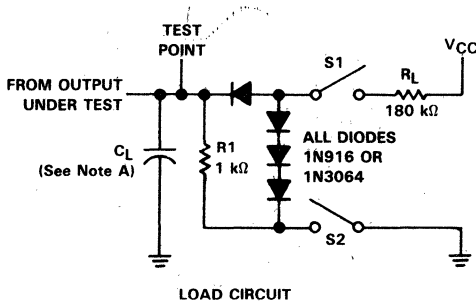 TEST
POINT
S1
VCC
FROM OUTPUT
UNDER TEST
RL
180 kΩ
CL
(See Note A)
R1
1 kΩ
ALL DIODES
1N916 OR
1N3064
S2
LOAD CIRCUIT